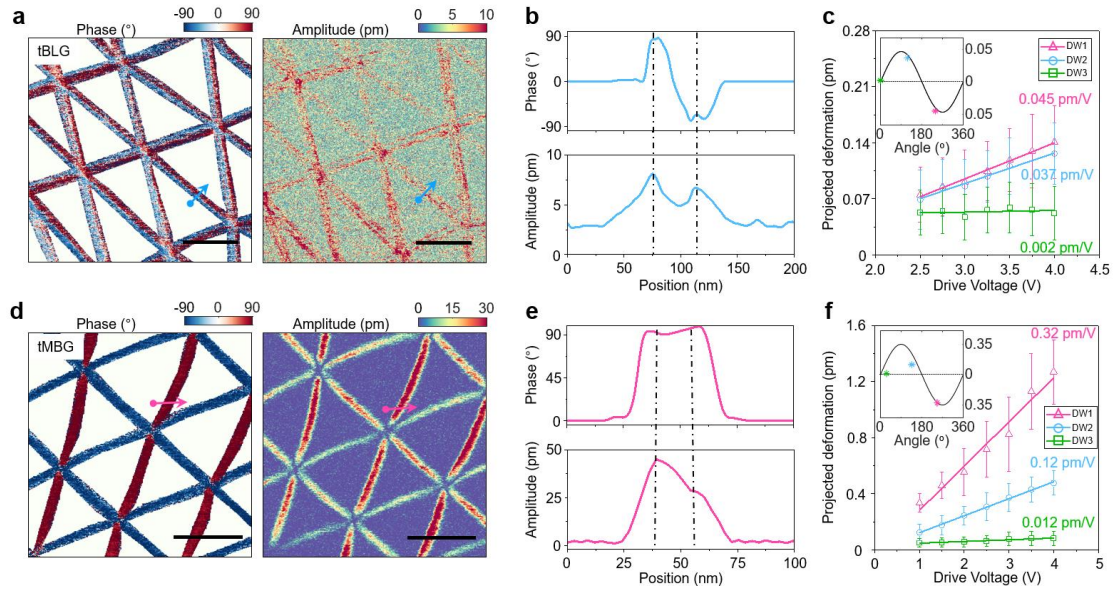 a
Phase (°)
-90 90
Amplitude (pm)
0 5 10
tBLG
b
90
0
-90
Phase (°)
10
5
0
Amplitude (pm)
0 50 75 100 150 200
Position (nm)
c
0.28
0.21
0.14
0.07
0
Projected deformation (pm)
0.05
0
0.05
0 180 360
Angle (°)
DW1
DW2
DW3
0.045 pm/V
0.037 pm/V
0.002 pm/V
2.0 2.5 3.0 3.5 4.0 4.5
Drive Voltage (V)
d
Phase (°)
-90 90
Amplitude (pm)
0 15 30
tMBG
e
90
0
Phase (°)
50
25
0
Amplitude (pm)
0 25 50 75 100
Position (nm)
f
1.6
1.2
0.8
0.4
0
Projected deformation (pm)
0.35
0
0.35
0 180 360
Angle (°)
0.32 pm/V
DW1
DW2
DW3
0.12 pm/V
0.012 pm/V
0 1 2 3 4 5
Drive Voltage (V)